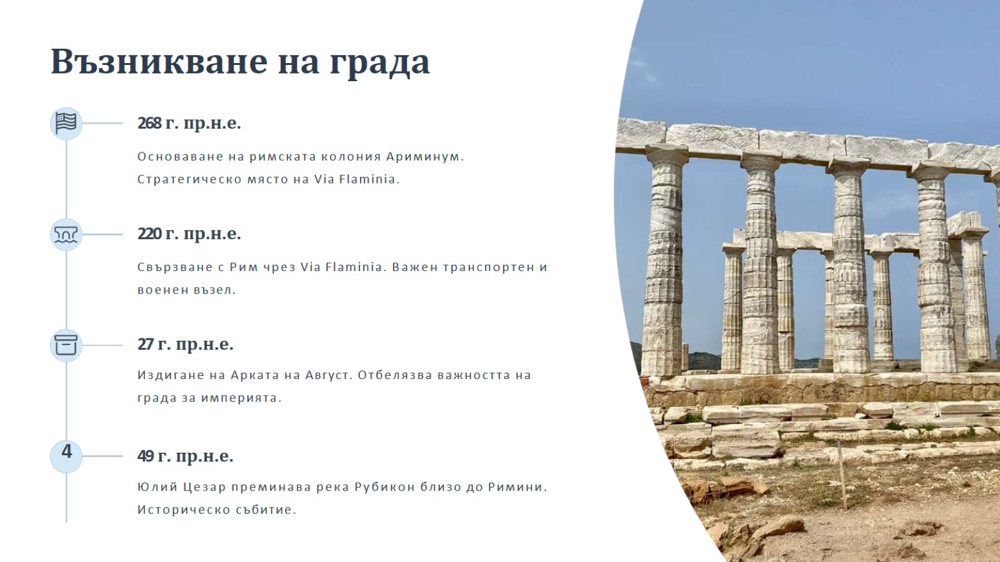 Възникване на града
268 г. пр.н.е.
Основаване на римската колония Ариминум.
Стратегическо място на Via Flaminia.
220 г. пр.н.е.
Свързване с Рим чрез Via Flaminia. Важен транспортен и
военен възел.
27 г. пр.н.е.
Издигане на Арката на Август. Отбелязва важността на
града за империята.
4
49 г. пр.н.е.
Юлий Цезар преминава река Рубикон близо до Римини.
Историческо събитие.